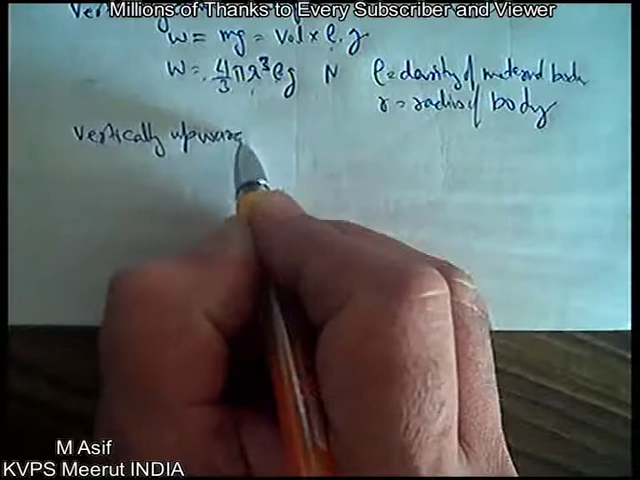 Millions of Thanks to Every Subscriber and Viewer
w = mg = Vol × ρ.g
w = 4/3 πr³ρg N ρ = density of material body
r = radius of body
Vertically upward
M Asif
KVPS Meerut INDIA